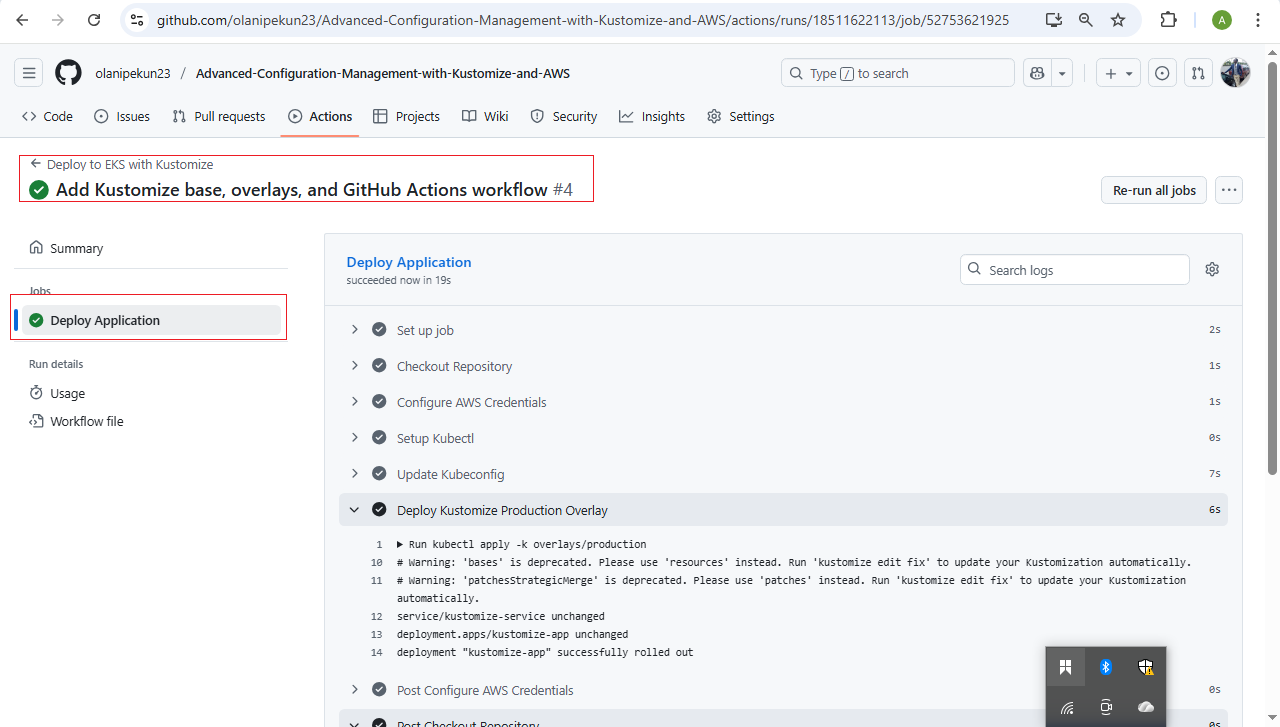 github.com/olanipekun23/Advanced-Configuration-Management-with-Kustomize-and-AWS/actions/runs/18511622113/job/52753621925
A
olanipekun23 / Advanced-Configuration-Management-with-Kustomize-and-AWS
Type / to search
Code Issues Pull requests Actions Projects Wiki Security Insights Settings
Deploy to EKS with Kustomize
Add Kustomize base, overlays, and GitHub Actions workflow #4
Re-run all jobs
Summary
Jobs
Deploy Application
Run details
Usage
Workflow file
Deploy Application
succeeded now in 19s
Search logs
Set up job 2s
Checkout Repository 1s
Configure AWS Credentials 1s
Setup Kubectl 0s
Update Kubeconfig 7s
Deploy Kustomize Production Overlay 6s
1 ▶ Run kubectl apply -k overlays/production
10 # Warning: 'bases' is deprecated. Please use 'resources' instead. Run 'kustomize edit fix' to update your Kustomization automatically.
11 # Warning: 'patchesStrategicMerge' is deprecated. Please use 'patches' instead. Run 'kustomize edit fix' to update your Kustomization
automatically.
12 service/kustomize-service unchanged
13 deployment.apps/kustomize-app unchanged
14 deployment "kustomize-app" successfully rolled out
Post Configure AWS Credentials 0s
Post Checkout Repository 0s